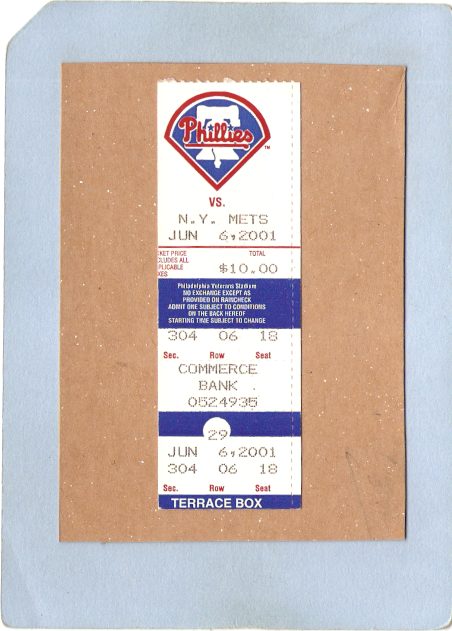 Phillies
TM
VS.
N.Y. METS
JUN 6,2001
KET PRICE TOTAL
CLUDES ALL
PLICABLE
XES $10.00
Philadelphia Veterans Stadium
NO EXCHANGE EXCEPT AS
PROVIDED ON RAINCHECK
ADMIT ONE SUBJECT TO CONDITIONS
ON THE BACK HEREOF
STARTING TIME SUBJECT TO CHANGE
304 06 18
Sec. Row Seat
COMMERCE
BANK
0524935
29
JUN 6,2001
304 06 18
Sec. Row Seat
TERRACE BOX